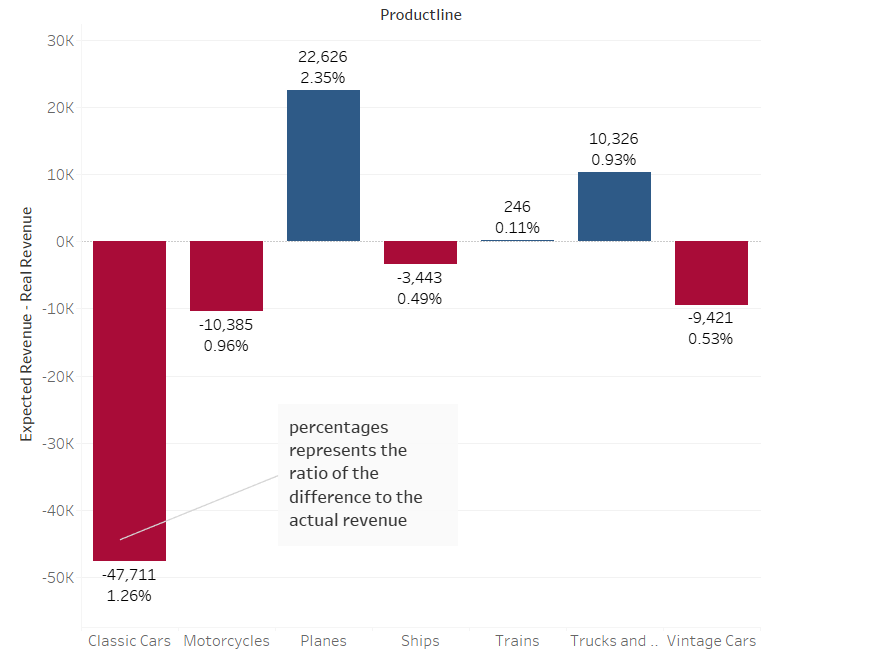 Productline
30K
20K
10K
0K
-10K
-20K
-30K
-40K
-50K
Expected Revenue - Real Revenue
22,626
2.35%
10,326
0.93%
246
0.11%
-3,443
0.49%
-10,385
0.96%
-9,421
0.53%
percentages
represents the
ratio of the
difference to the
actual revenue
-47,711
1.26%
Classic Cars Motorcycles Planes Ships Trains Trucks and .. Vintage Cars